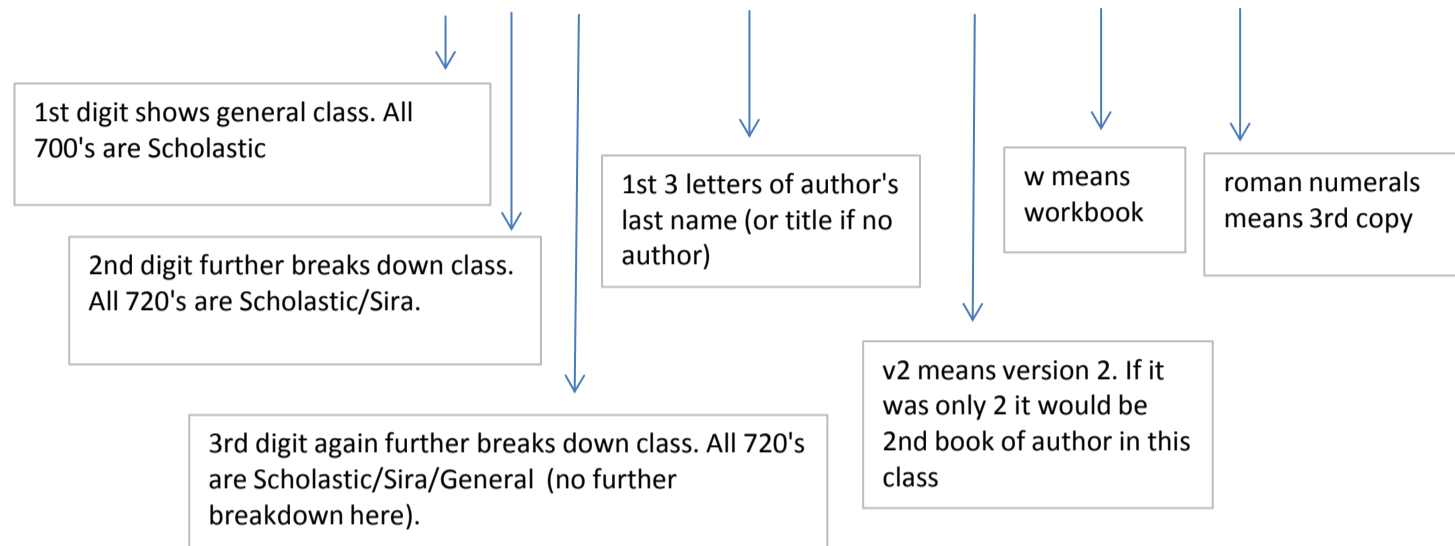 1st digit shows general class. All
700's are Scholastic
2nd digit further breaks down class.
All 720's are Scholastic/Sira.
3rd digit again further breaks down class. All 720's
are Scholastic/Sira/General (no further
breakdown here).
1st 3 letters of author's
last name (or title if no
author)
v2 means version 2. If it
was only 2 it would be
2nd book of author in this
class
w means
workbook
roman numerals
means 3rd copy